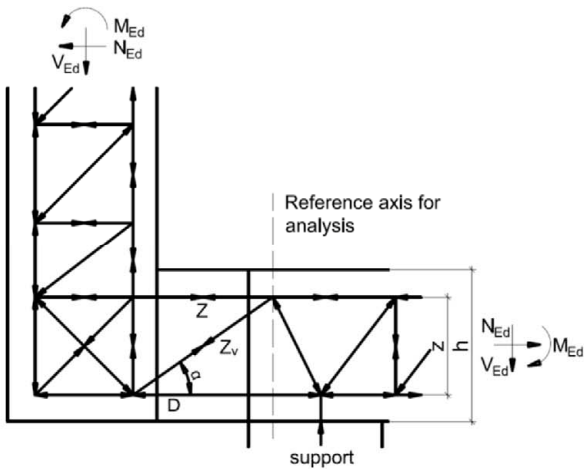 M_Ed
N_Ed
V_Ed
Reference axis for
analysis
Z
Z_v
α
D
z
h
N_Ed
M_Ed
V_Ed
support